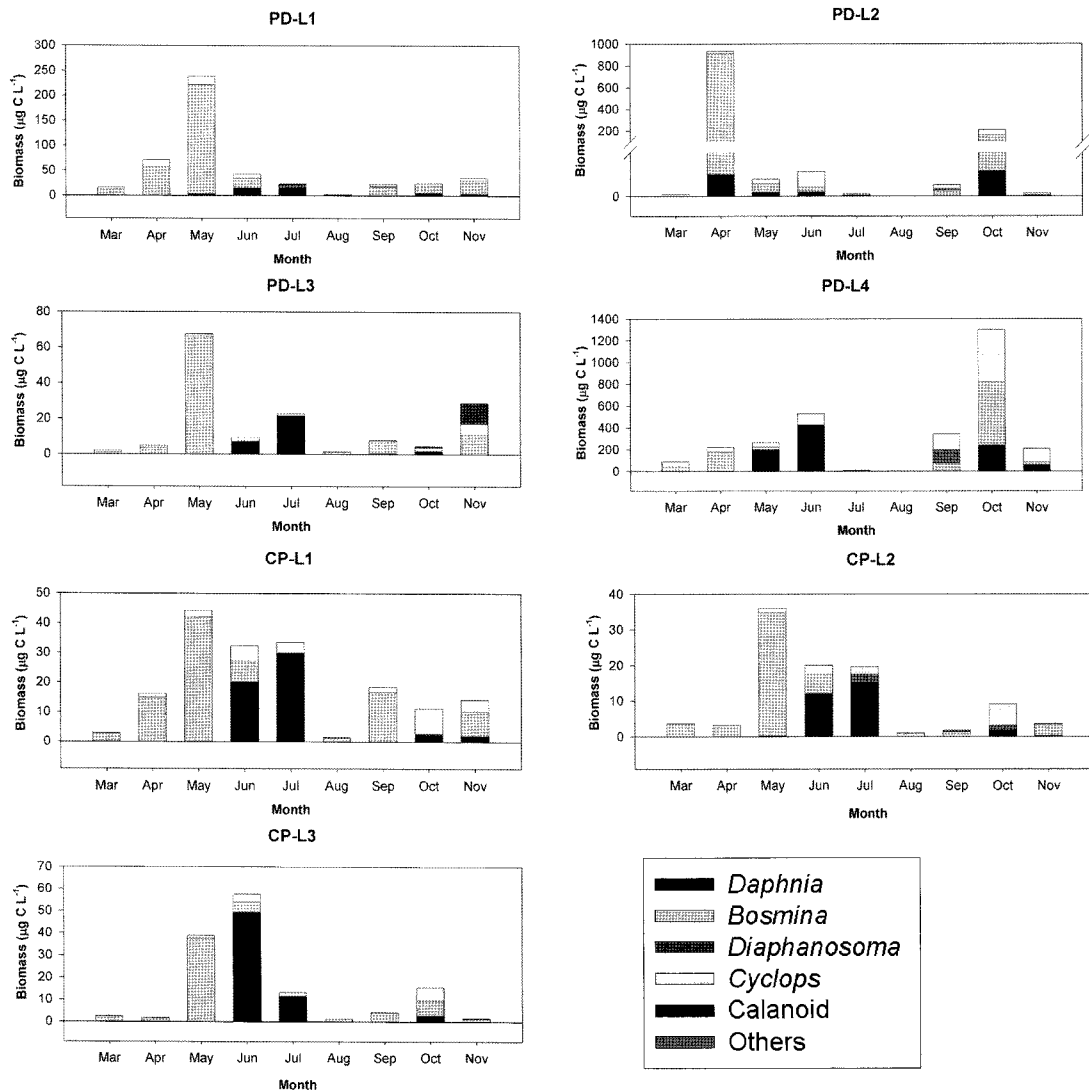 PD-L1
Biomass (µg C L⁻¹)
300
250
200
150
100
50
0
Mar Apr May Jun Jul Aug Sep Oct Nov
Month
PD-L2
Biomass (µg C L⁻¹)
1000
800
600
400
200
0
Mar Apr May Jun Jul Aug Sep Oct Nov
Month
PD-L3
Biomass (µg C L⁻¹)
80
60
40
20
0
Mar Apr May Jun Jul Aug Sep Oct Nov
Month
PD-L4
Biomass (µg C L⁻¹)
1400
1200
1000
800
600
400
200
0
Mar Apr May Jun Jul Aug Sep Oct Nov
Month
CP-L1
Biomass (µg C L⁻¹)
50
40
30
20
10
0
Mar Apr May Jun Jul Aug Sep Oct Nov
Month
CP-L2
Biomass (µg C L⁻¹)
40
30
20
10
0
Mar Apr May Jun Jul Aug Sep Oct Nov
Month
CP-L3
Biomass (µg C L⁻¹)
70
60
50
40
30
20
10
0
Mar Apr May Jun Jul Aug Sep Oct Nov
Month
Daphnia
Bosmina
Diaphanosoma
Cyclops
Calanoid
Others